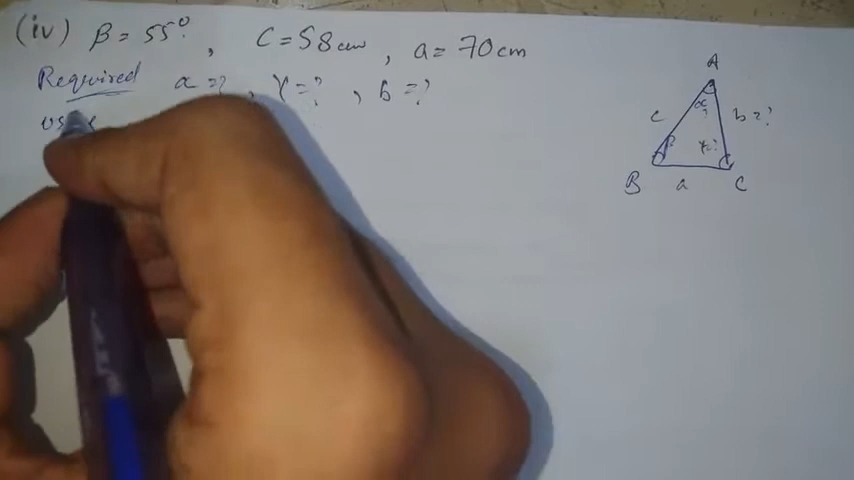 (iv) β = 55°, C = 58 cm, a = 70 cm
Required α = ?, γ = ?, b = ?
A
c α ? b = ?
β γ = ?
B a C